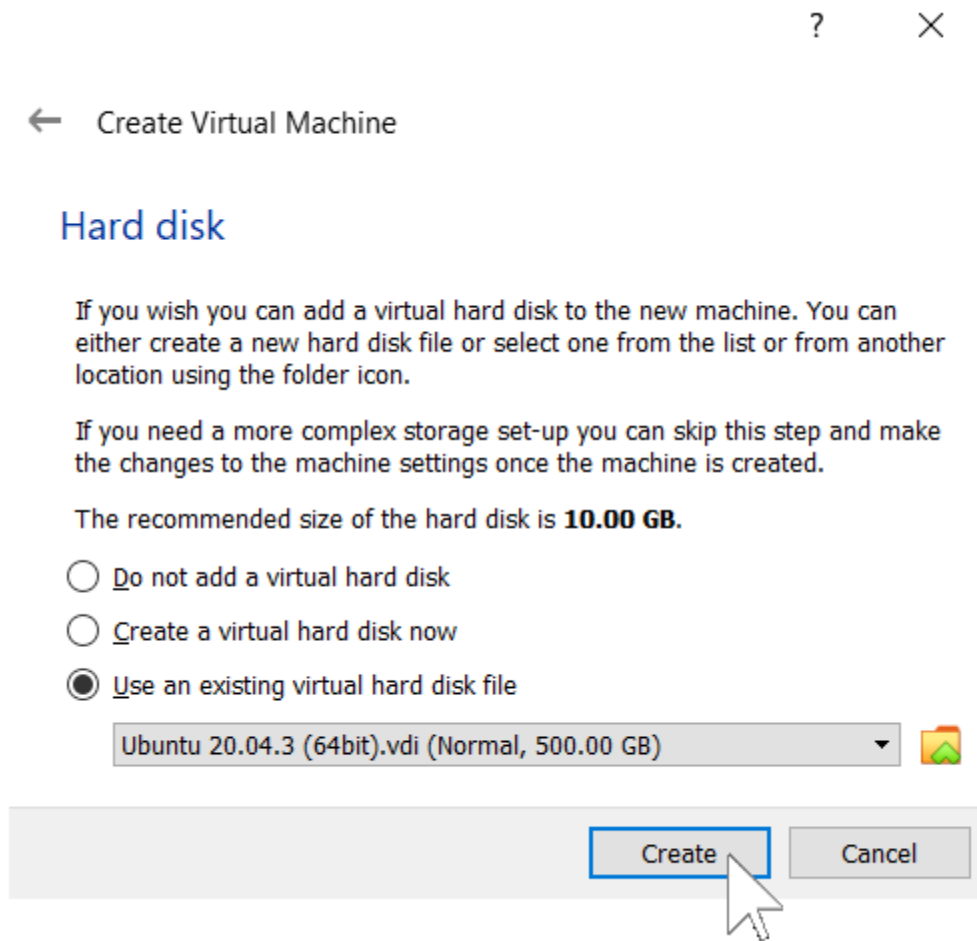 ?
Create Virtual Machine
Hard disk
If you wish you can add a virtual hard disk to the new machine. You can
either create a new hard disk file or select one from the list or from another
location using the folder icon.
If you need a more complex storage set-up you can skip this step and make
the changes to the machine settings once the machine is created.
The recommended size of the hard disk is 10.00 GB.
Do not add a virtual hard disk
Create a virtual hard disk now
Use an existing virtual hard disk file
Ubuntu 20.04.3 (64bit).vdi (Normal, 500.00 GB)
Create
Cancel